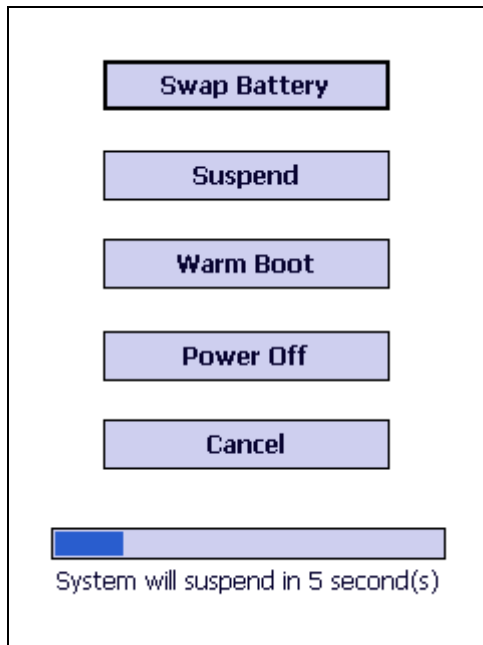 Swap Battery
Suspend
Warm Boot
Power Off
Cancel
System will suspend in 5 second(s)